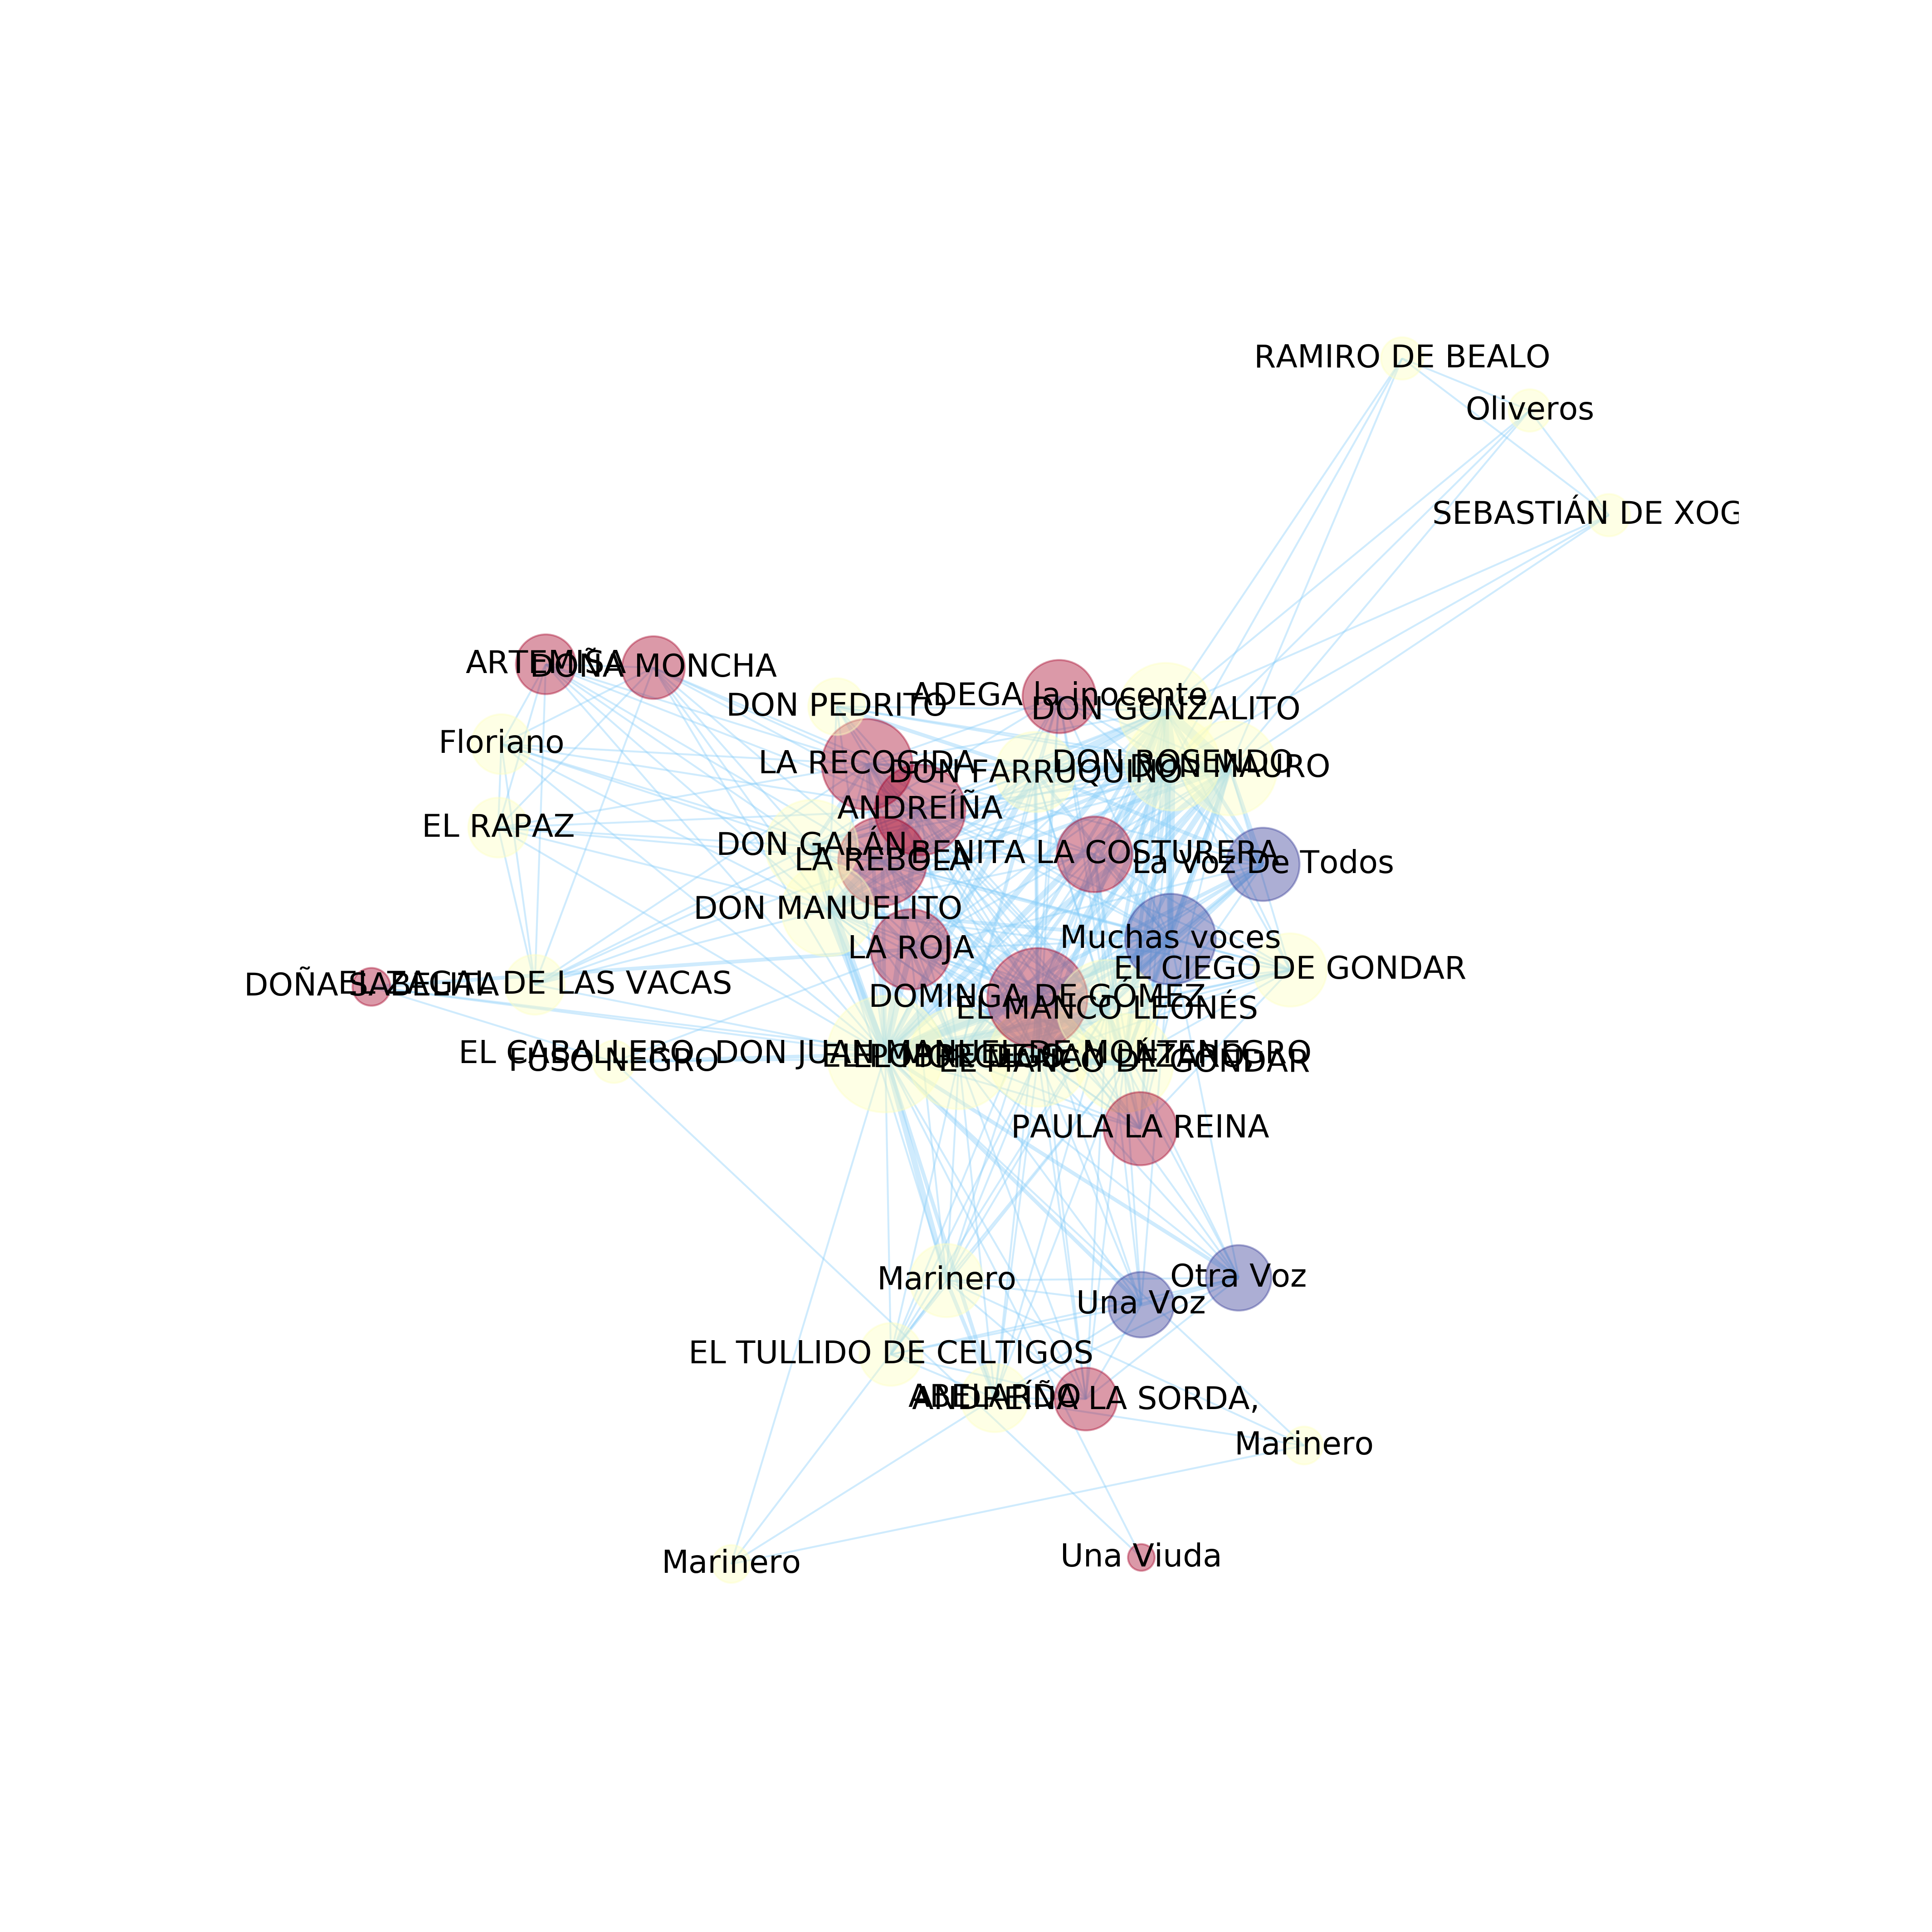 RAMIRO DE BEALO
Oliveros
SEBASTIÁN DE XOG
ARTEMISA
DOÑA MONCHA
ADEGA la inocente
DON PEDRITO
DON GONZALITO
Floriano
LA RECOGIDA
DON ROSENDO
DON MAURO
DON FARRUQUIÑO
ANDREÍÑA
EL RAPAZ
DON GALÁN
BENITA LA COSTURERA
LA REBOLA
La Voz De Todos
DON MANUELITO
Muchas voces
LA ROJA
EL CIEGO DE GONDAR
DOÑA SABELITA
EL ZAGAL DE LAS VACAS
DOMINGA DE GÓMEZ
EL MANCO LEONÉS
EL CABALLERO, DON JUAN MANUEL DE MONTENEGRO
FUSO NEGRO
EL MANCO DE GONDAR
PAULA LA REINA
Otra Voz
Marinero
Una Voz
EL TULLIDO DE CELTIGOS
ABELARDO
ANDREÍÑA LA SORDA,
Marinero
Una Viuda
Marinero